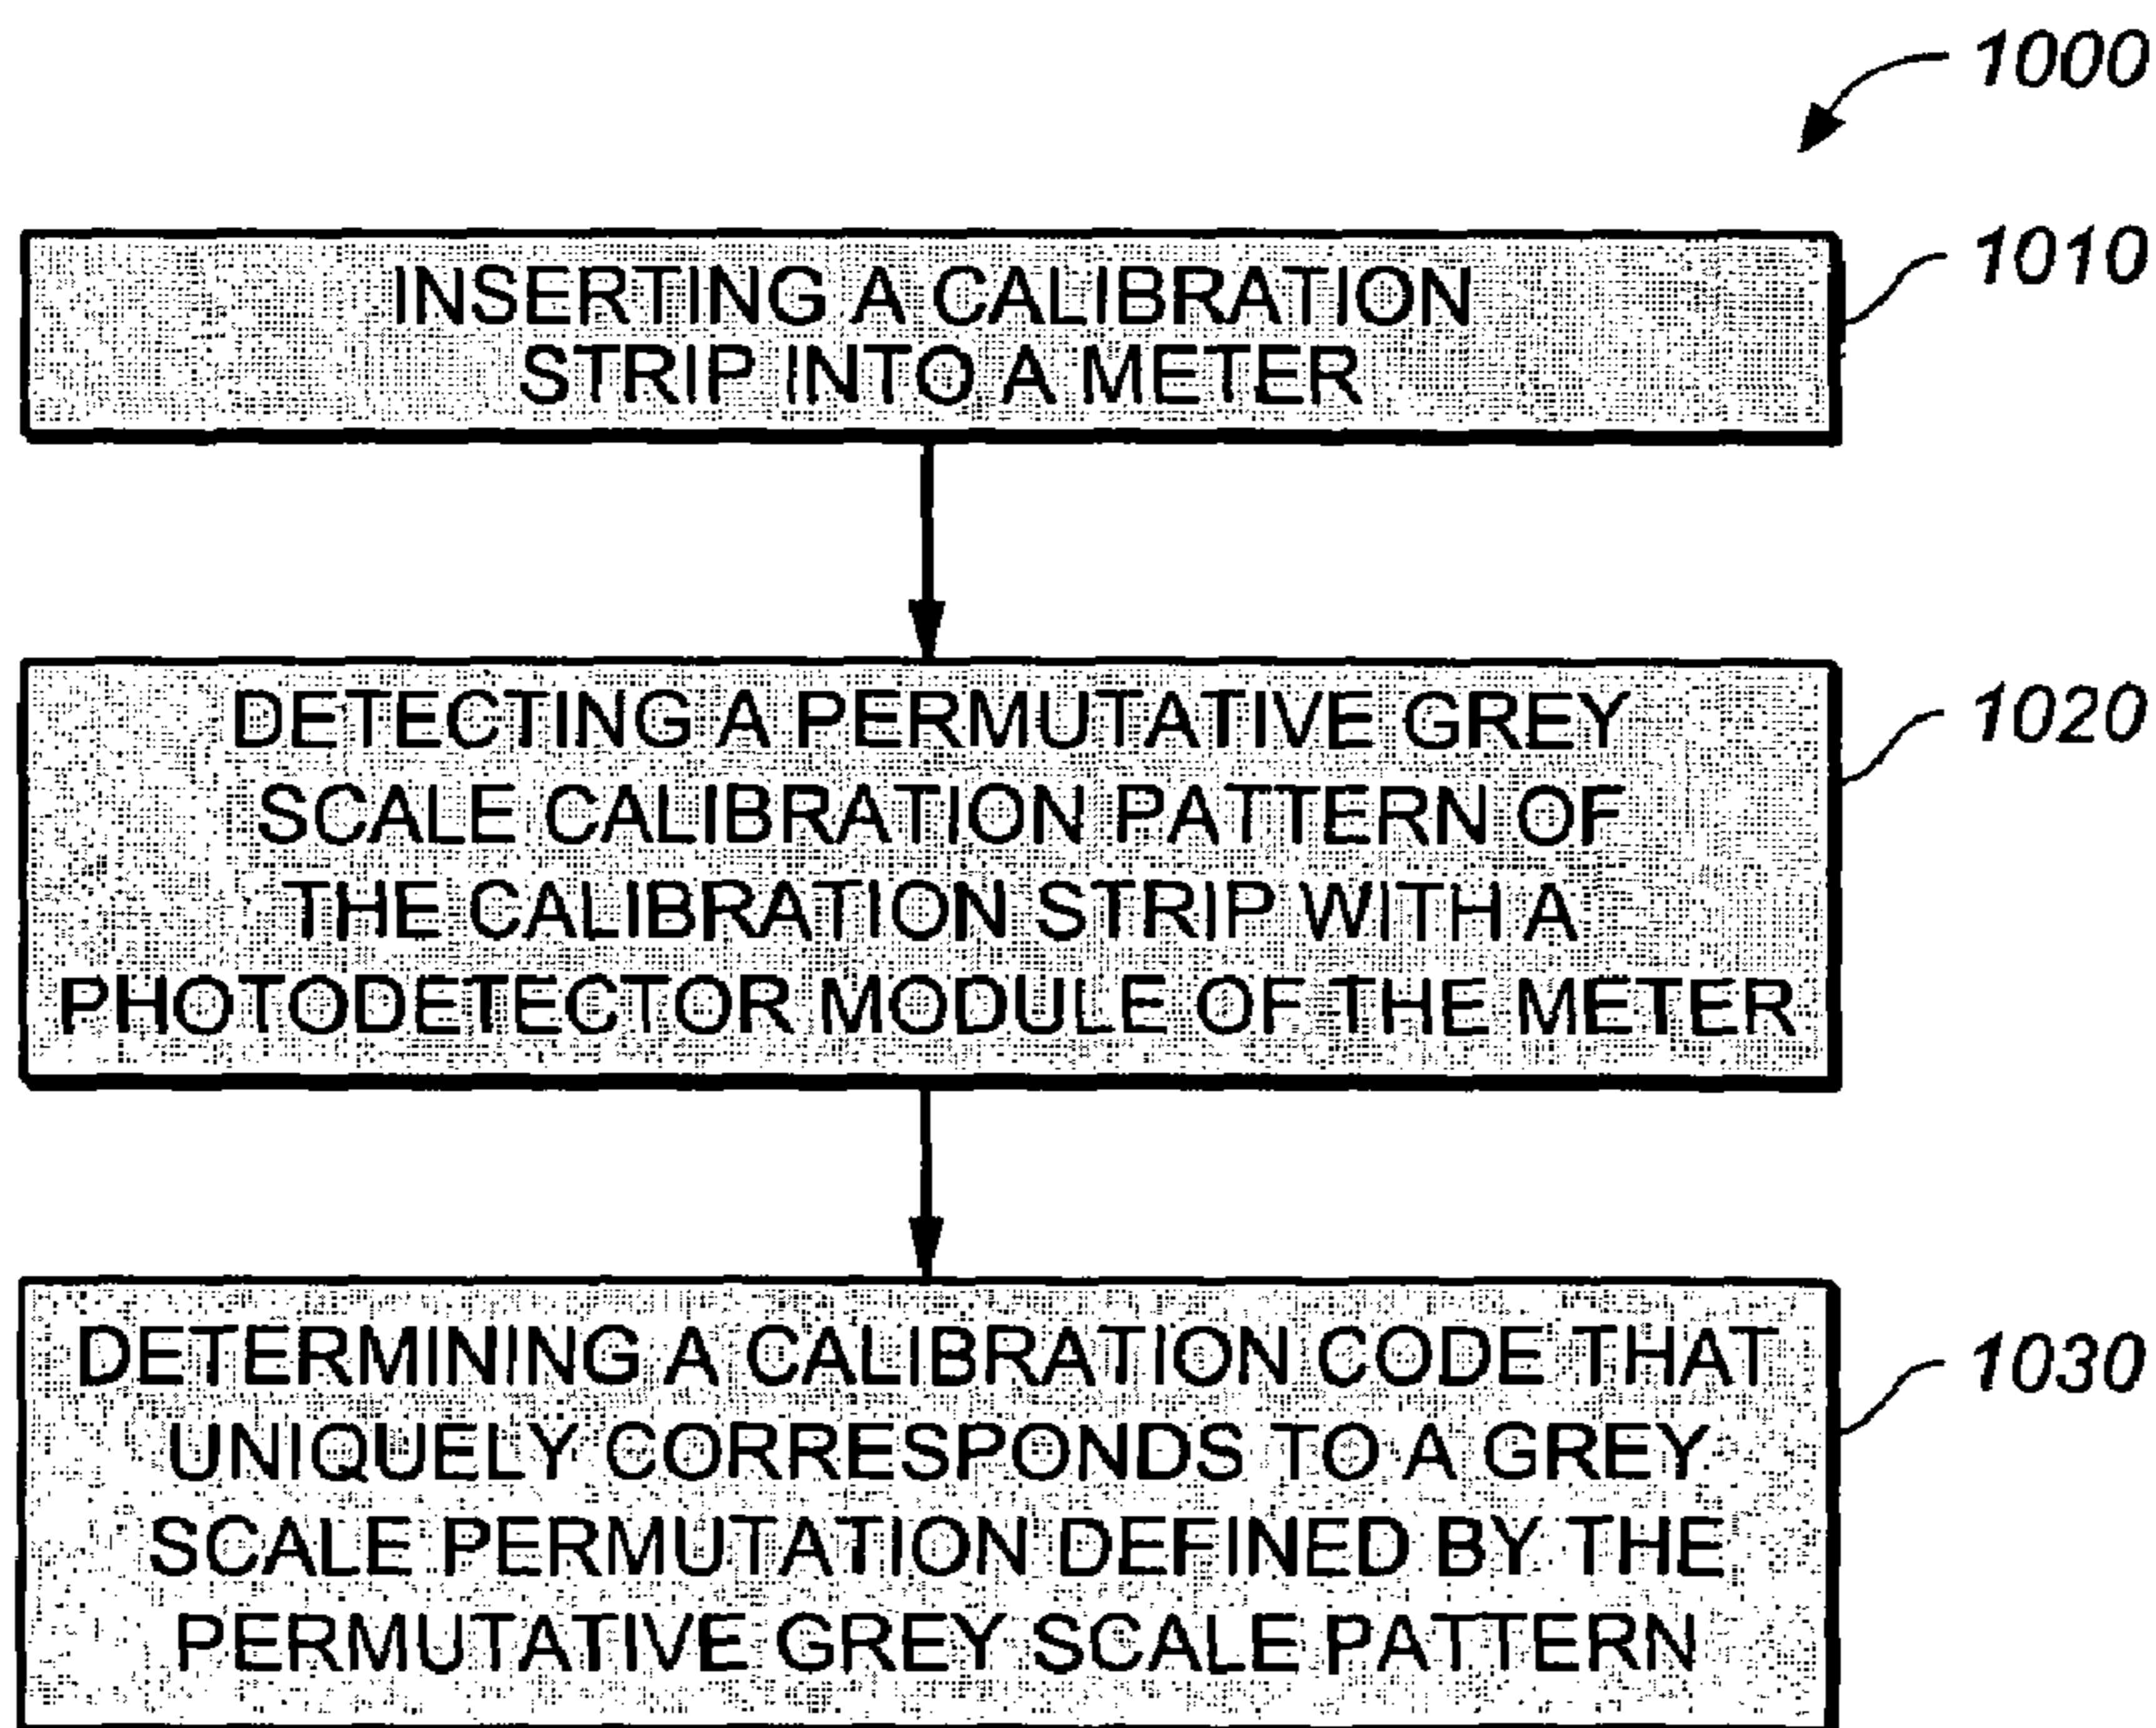 1000
INSERTING A CALIBRATION
STRIP INTO A METER
1010
DETECTING A PERMUTATIVE GREY
SCALE CALIBRATION PATTERN OF
THE CALIBRATION STRIP WITH A
PHOTODETECTOR MODULE OF THE METER
1020
DETERMINING A CALIBRATION CODE THAT
UNIQUELY CORRESPONDS TO A GREY
SCALE PERMUTATION DEFINED BY THE
PERMUTATIVE GREY SCALE PATTERN
1030